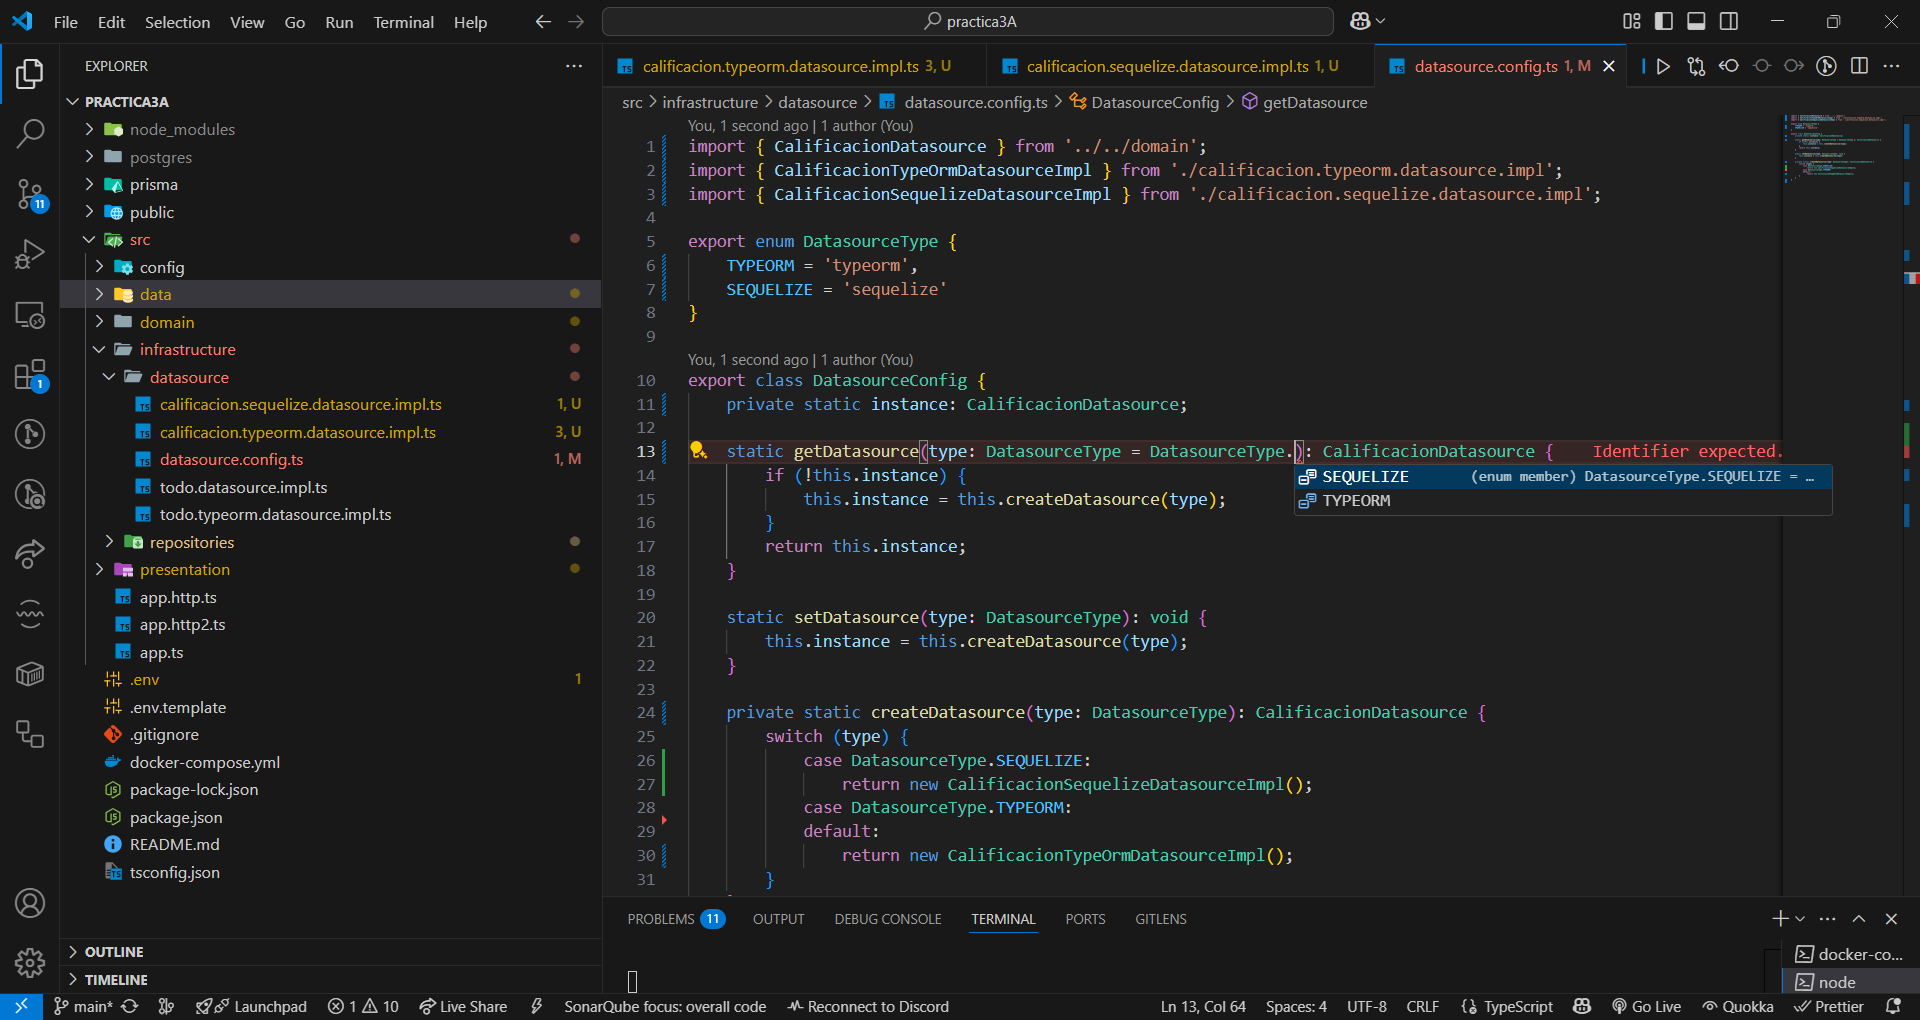 File Edit Selection View Go Run Terminal Help
practica3A
EXPLORER
PRACTICA3A
node_modules
postgres
prisma
public
src
config
data
domain
infrastructure
datasource
calificacion.sequelize.datasource.impl.ts 1, U
calificacion.typeorm.datasource.impl.ts 3, U
datasource.config.ts 1, M
todo.datasource.impl.ts
todo.typeorm.datasource.impl.ts
repositories
presentation
app.http.ts
app.http2.ts
app.ts
.env 1
.env.template
.gitignore
docker-compose.yml
package-lock.json
package.json
README.md
tsconfig.json
OUTLINE
TIMELINE
11
1
calificacion.typeorm.datasource.impl.ts 3, U
calificacion.sequelize.datasource.impl.ts 1, U
datasource.config.ts 1, M
src > infrastructure > datasource > datasource.config.ts > DatasourceConfig > getDatasource
You, 1 second ago | 1 author (You)
1 import { CalificacionDatasource } from '../../domain';
2 import { CalificacionTypeOrmDatasourceImpl } from './calificacion.typeorm.datasource.impl';
3 import { CalificacionSequelizeDatasourceImpl } from './calificacion.sequelize.datasource.impl';
4
5 export enum DatasourceType {
6 TYPEORM = 'typeorm',
7 SEQUELIZE = 'sequelize'
8 }
9
You, 1 second ago | 1 author (You)
10 export class DatasourceConfig {
11 private static instance: CalificacionDatasource;
12
13 static getDatasource(type: DatasourceType = DatasourceType.): CalificacionDatasource { Identifier expected.
SEQUELIZE (enum member) DatasourceType.SEQUELIZE = …
TYPEORM
14 if (!this.instance) {
15 this.instance = this.createDatasource(type);
16 }
17 return this.instance;
18 }
19
20 static setDatasource(type: DatasourceType): void {
21 this.instance = this.createDatasource(type);
22 }
23
24 private static createDatasource(type: DatasourceType): CalificacionDatasource {
25 switch (type) {
26 case DatasourceType.SEQUELIZE:
27 return new CalificacionSequelizeDatasourceImpl();
28 case DatasourceType.TYPEORM:
29 default:
30 return new CalificacionTypeOrmDatasourceImpl();
31 }
PROBLEMS 11 OUTPUT DEBUG CONSOLE TERMINAL PORTS GITLENS
docker-co...
node
main* Launchpad 1 10 Live Share SonarQube focus: overall code Reconnect to Discord Ln 13, Col 64 Spaces: 4 UTF-8 CRLF {} TypeScript Go Live Quokka Prettier